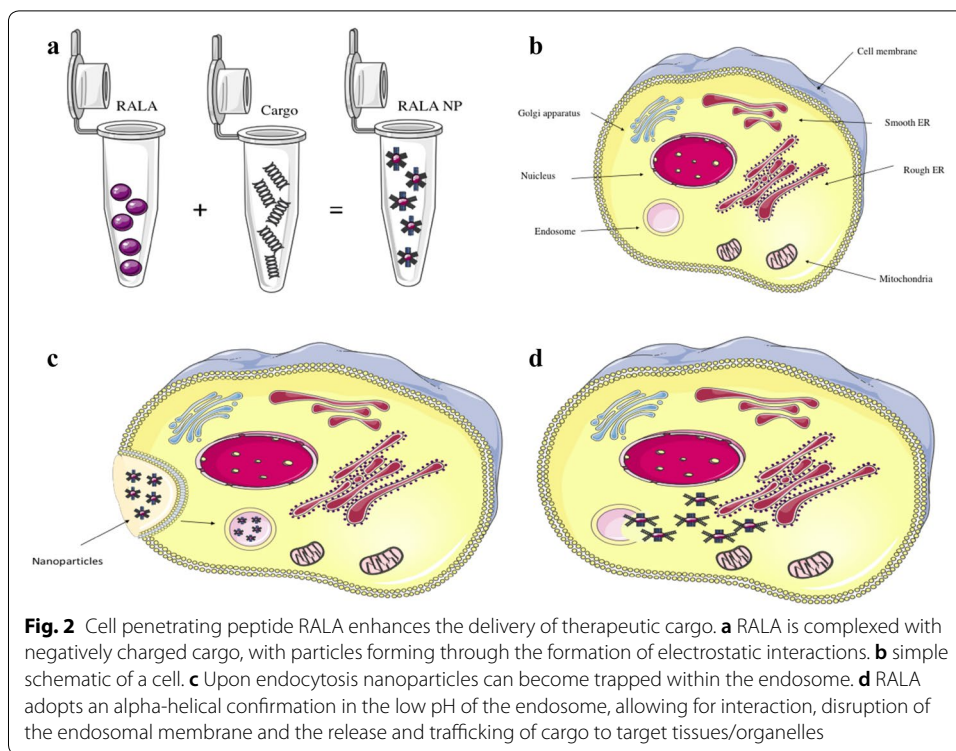 a
RALA
Cargo
RALA NP
+
=
b
Cell membrane
Golgi apparatus
Smooth ER
Nuicleus
Rough ER
Endosome
Mitochondria
c
Nanoparticles
d
Fig. 2 Cell penetrating peptide RALA enhances the delivery of therapeutic cargo. a RALA is complexed with
negatively charged cargo, with particles forming through the formation of electrostatic interactions. b simple
schematic of a cell. c Upon endocytosis nanoparticles can become trapped within the endosome. d RALA
adopts an alpha-helical confirmation in the low pH of the endosome, allowing for interaction, disruption of
the endosomal membrane and the release and trafficking of cargo to target tissues/organelles